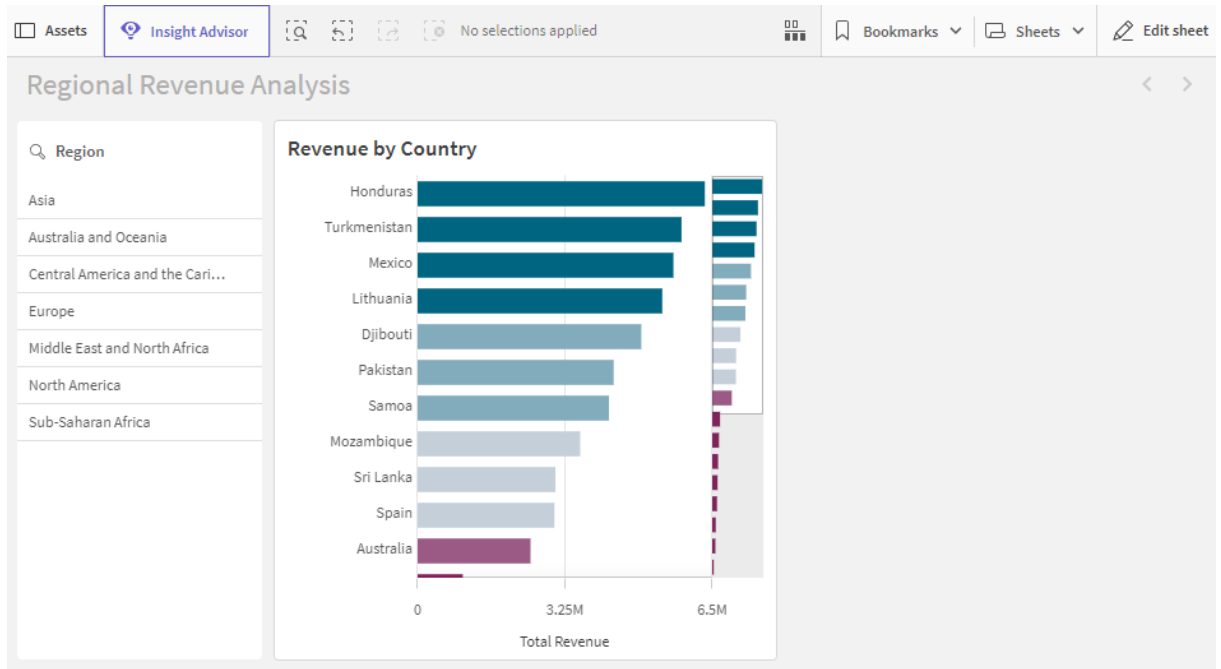 Assets Insight Advisor No selections applied Bookmarks Sheets Edit sheet
Regional Revenue Analysis
Region
Asia
Australia and Oceania
Central America and the Cari...
Europe
Middle East and North Africa
North America
Sub-Saharan Africa
Revenue by Country
Honduras
Turkmenistan
Mexico
Lithuania
Djibouti
Pakistan
Samoa
Mozambique
Sri Lanka
Spain
Australia
0 3.25M 6.5M
Total Revenue